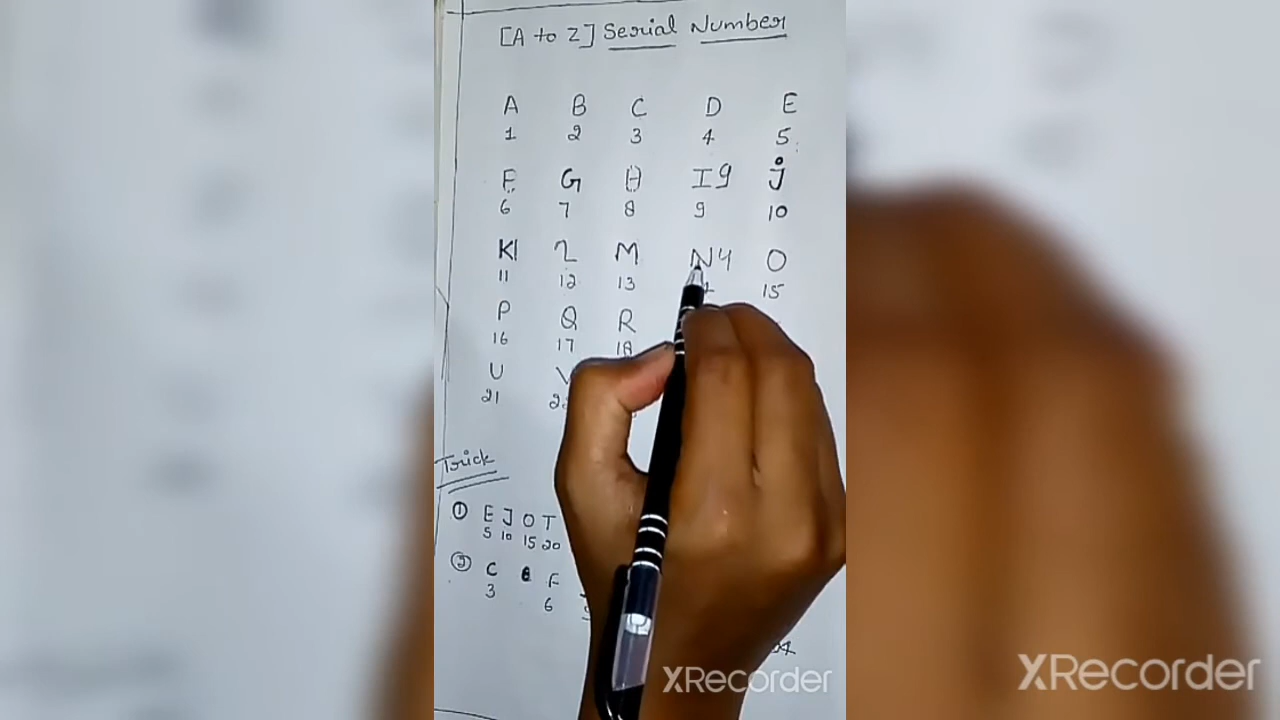 [A to Z] Serial Number
A B C D E
1 2 3 4 5
F G H I9 J
6 7 8 9 10
K L M N4 O
11 12 13 15
P Q R
16 17 18
U V
21
Trick
① E J O T
5 10 15 20
② C F
3 6
XRecorder
XRecorder